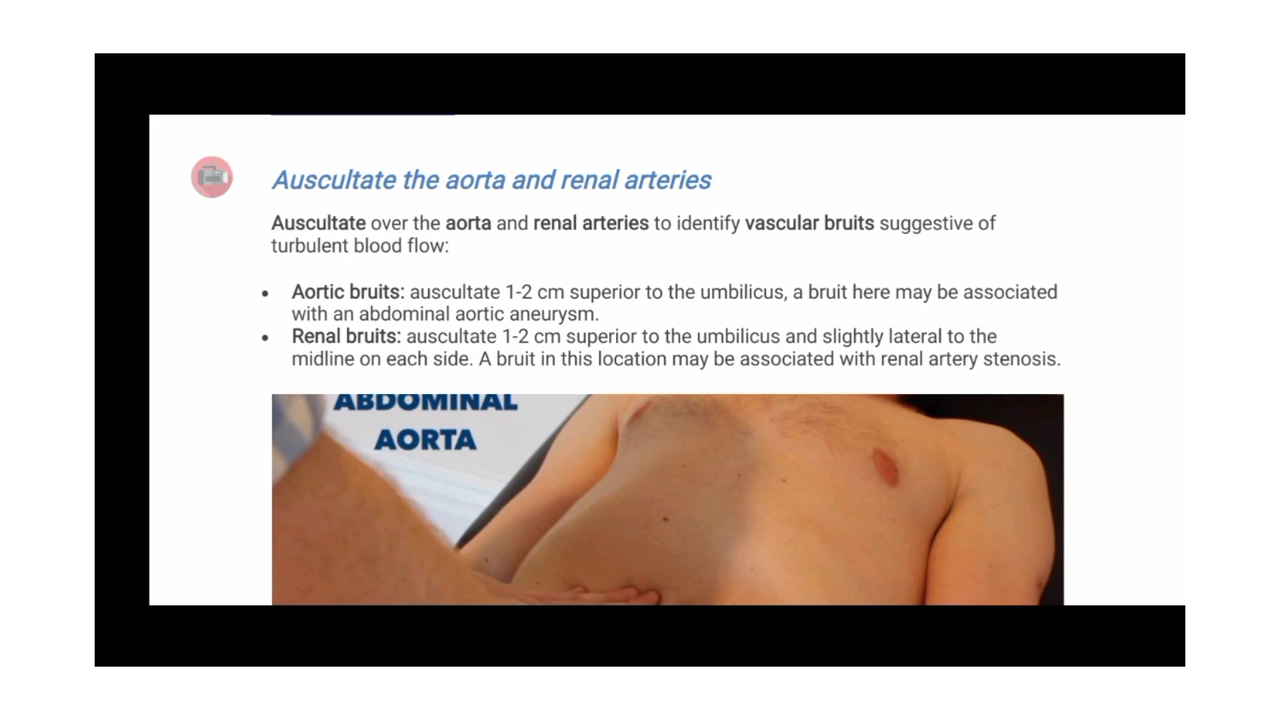 Auscultate the aorta and renal arteries
Auscultate over the aorta and renal arteries to identify vascular bruits suggestive of
turbulent blood flow:
• Aortic bruits: auscultate 1-2 cm superior to the umbilicus, a bruit here may be associated
with an abdominal aortic aneurysm.
• Renal bruits: auscultate 1-2 cm superior to the umbilicus and slightly lateral to the
midline on each side. A bruit in this location may be associated with renal artery stenosis.
ABDOMINAL
AORTA